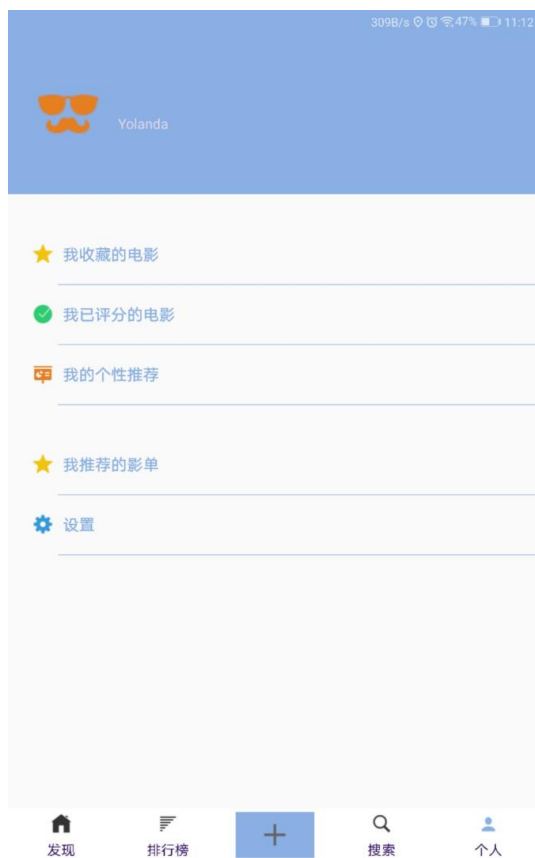 309B/s 47% 11:12
Yolanda
我收藏的电影
我已评分的电影
我的个性推荐
我推荐的影单
设置
发现 排行榜 搜索 个人